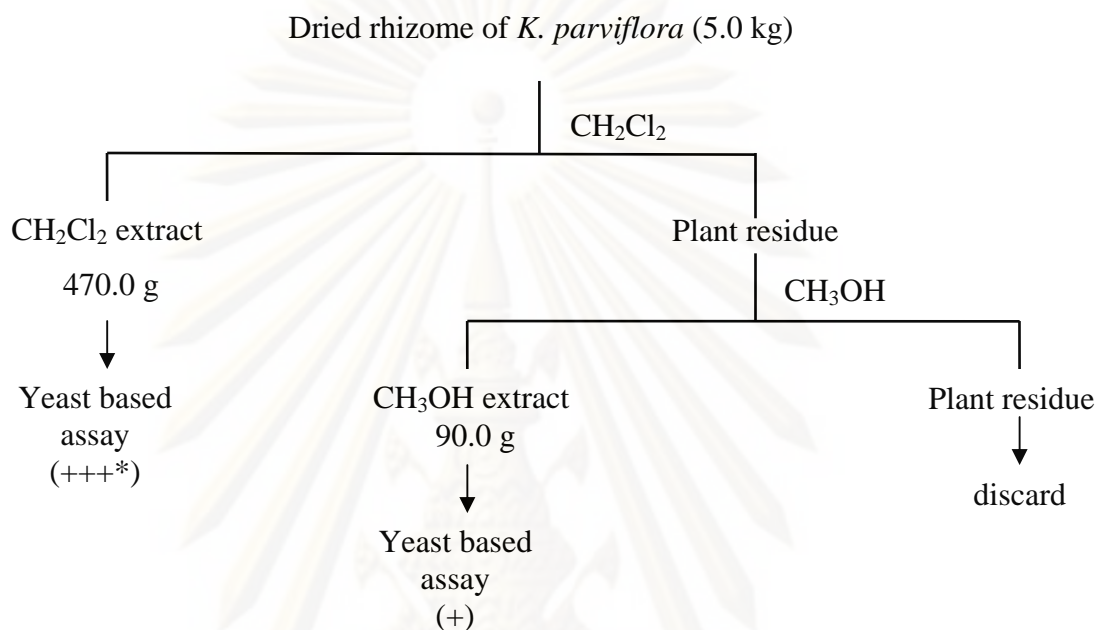 Dried rhizome of K. parviflora (5.0 kg)
CH₂Cl₂
CH₂Cl₂ extract
470.0 g
Yeast based
assay
(+++*)
Plant residue
CH₃OH
CH₃OH extract
90.0 g
Yeast based
assay
(+)
Plant residue
discard